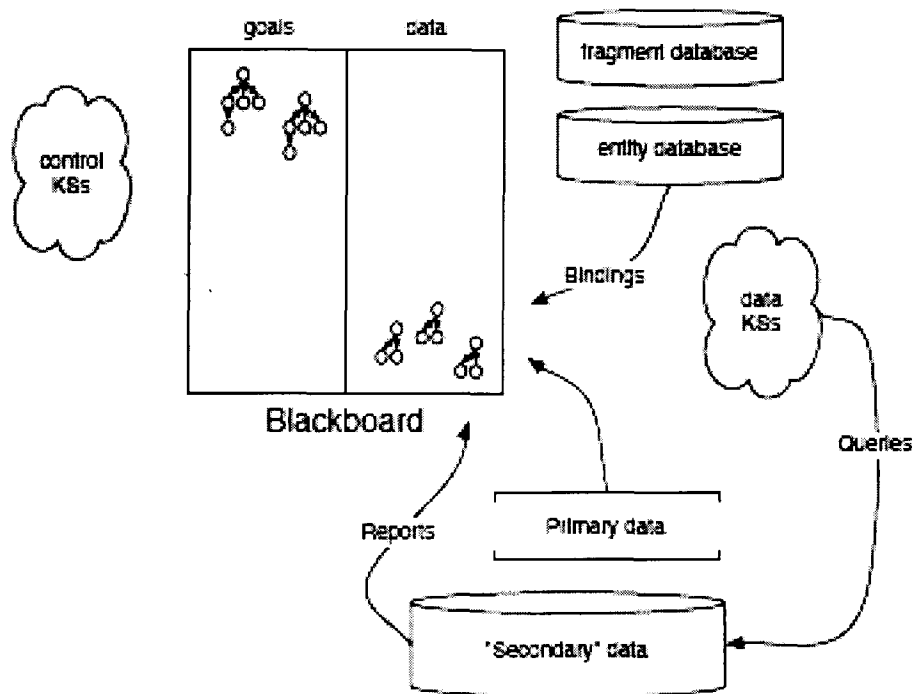 goals
data
fragment database
control
KSs
entity database
Bindings
data
KSs
Blackboard
Queries
Reports
Primary data
"Secondary" data